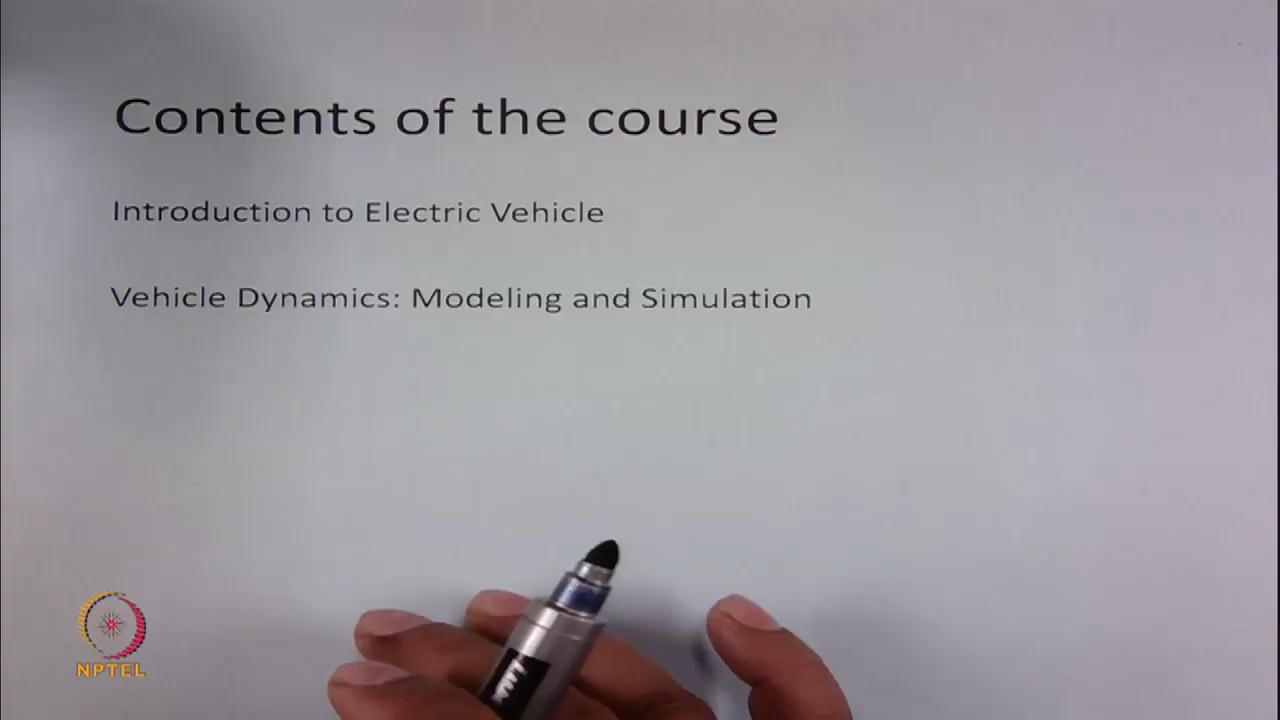 Contents of the course
Introduction to Electric Vehicle
Vehicle Dynamics: Modeling and Simulation
NPTEL